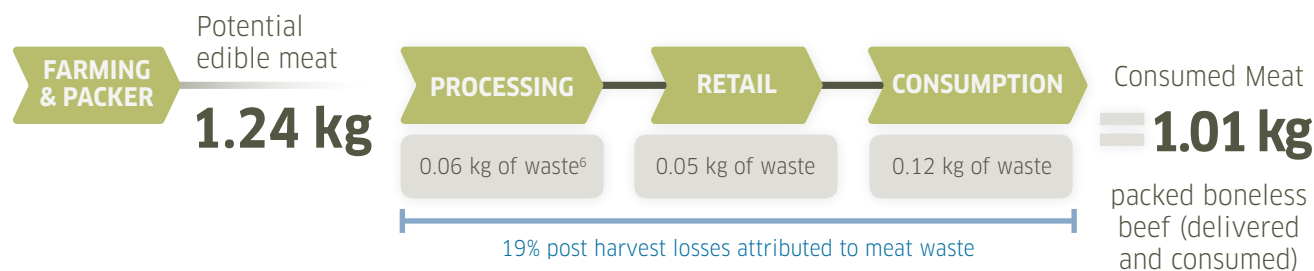 FARMING
& PACKER
Potential
edible meat
1.24 kg
PROCESSING
0.06 kg of waste⁶
RETAIL
0.05 kg of waste
CONSUMPTION
0.12 kg of waste
19% post harvest losses attributed to meat waste
Consumed Meat
= 1.01 kg
packed boneless
beef (delivered
and consumed)